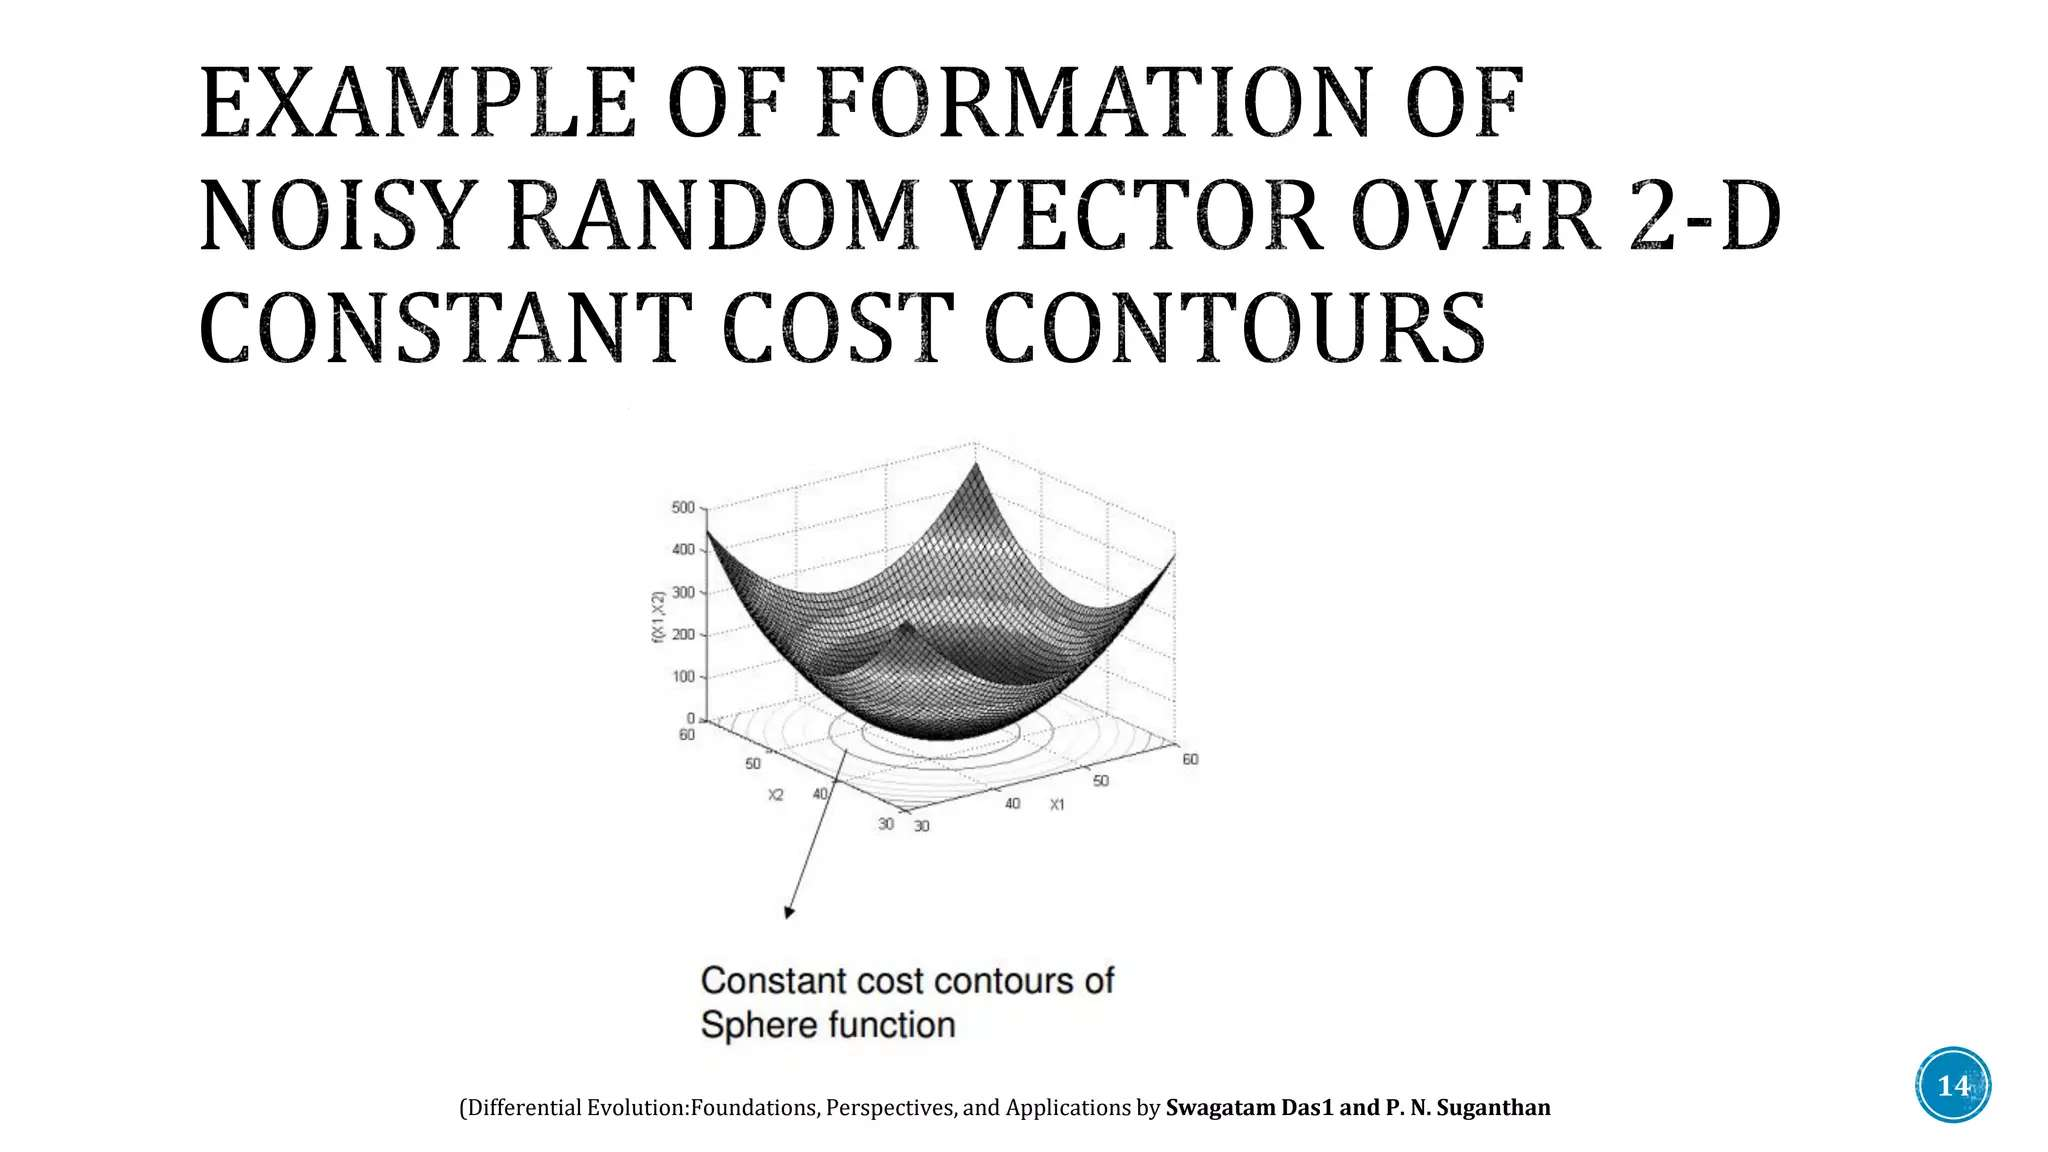 EXAMPLE OF FORMATION OF
NOISY RANDOM VECTOR OVER 2-D
CONSTANT COST CONTOURS
500
400
300
200
100
0
f(X1,X2)
60
50
X2
40
30
30
40
X1
50
60
Constant cost contours of
Sphere function
14
(Differential Evolution:Foundations, Perspectives, and Applications by Swagatam Das1 and P. N. Suganthan